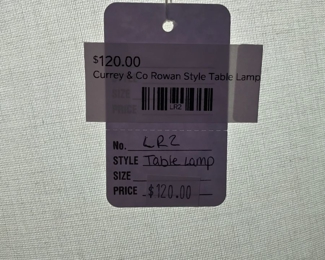 $120.00
Currey & Co Rowan Style Table Lamp
LR2
No. LR2
STYLE Table Lamp
SIZE
PRICE $120.00